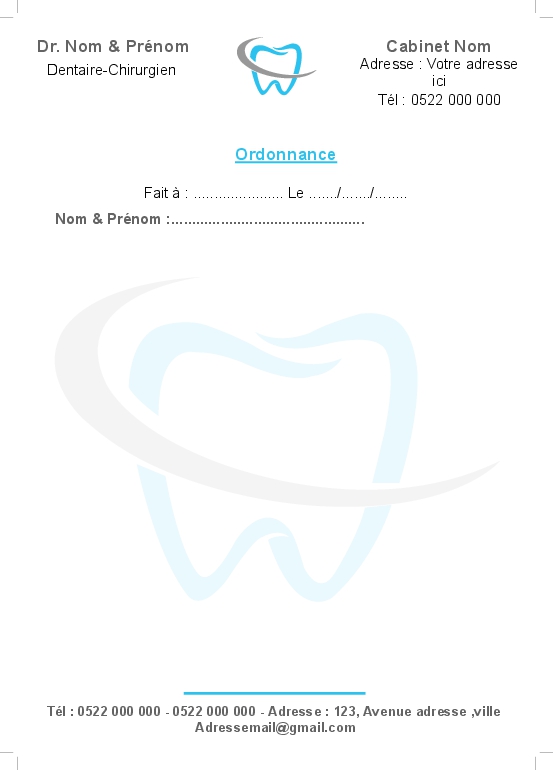 Dr. Nom & Prénom
Dentaire-Chirurgien
Cabinet Nom
Adresse : Votre adresse
ici
Tél : 0522 000 000
Ordonnance
Fait à : ...................... Le ......./......./........
Nom & Prénom :...............................................
Tél : 0522 000 000 - 0522 000 000 - Adresse : 123, Avenue adresse ,ville
Adressemail@gmail.com